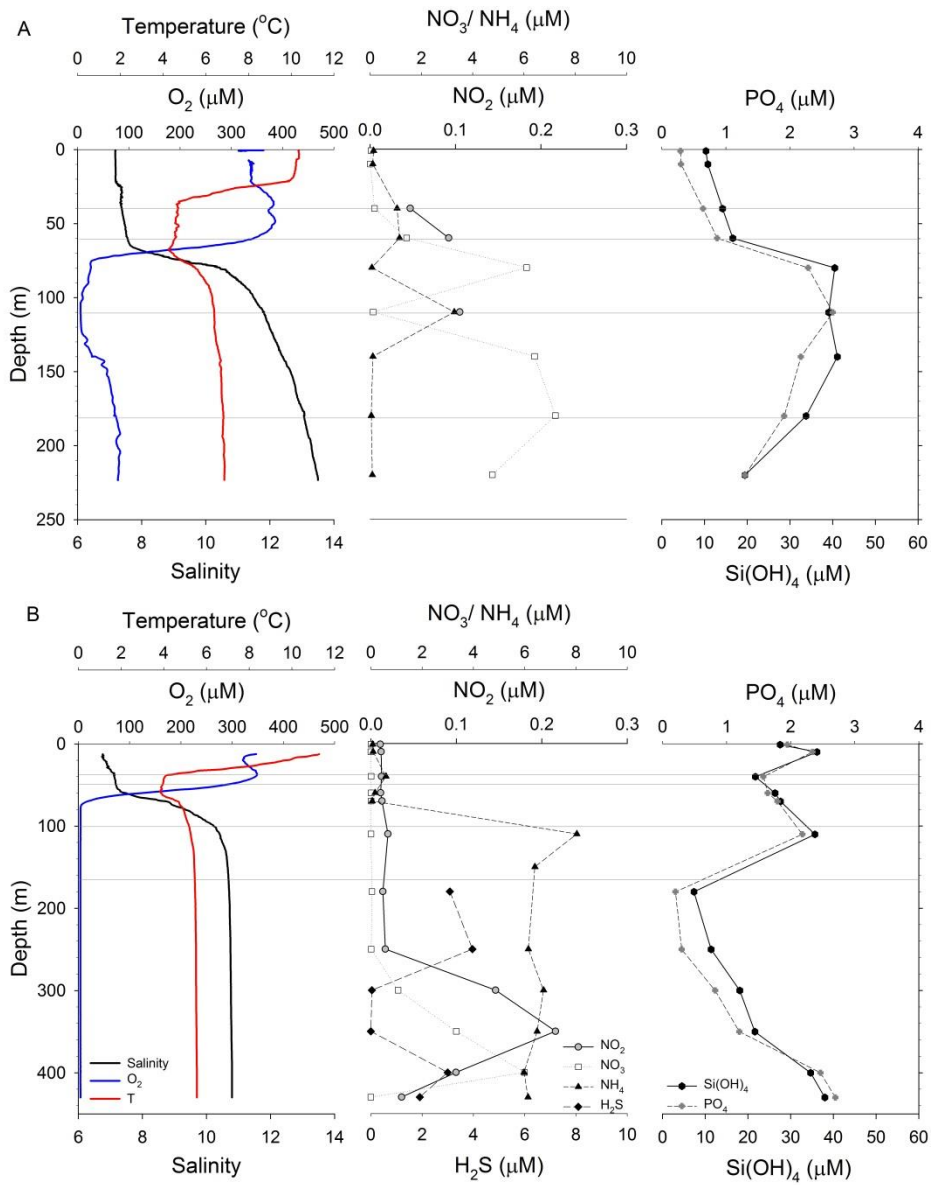 A
Temperature (°C)
0 2 4 6 8 10 12
O₂ (μM)
0 100 200 300 400 500
NO₃/ NH₄ (μM)
0 2 4 6 8 10
NO₂ (μM)
0.0 0.1 0.2 0.3
PO₄ (μM)
0 1 2 3 4
Depth (m)
0
50
100
150
200
250
6 8 10 12 14
Salinity
0 10 20 30 40 50 60
Si(OH)₄ (μM)
B
Temperature (°C)
0 2 4 6 8 10 12
O₂ (μM)
0 100 200 300 400 500
NO₃/ NH₄ (μM)
0 2 4 6 8 10
NO₂ (μM)
0.0 0.1 0.2 0.3
PO₄ (μM)
0 1 2 3 4
Depth (m)
0
100
200
300
400
Salinity
O₂
T
6 8 10 12 14
Salinity
NO₂
NO₃
NH₄
H₂S
0 2 4 6 8 10
H₂S (μM)
Si(OH)₄
PO₄
0 10 20 30 40 50 60
Si(OH)₄ (μM)